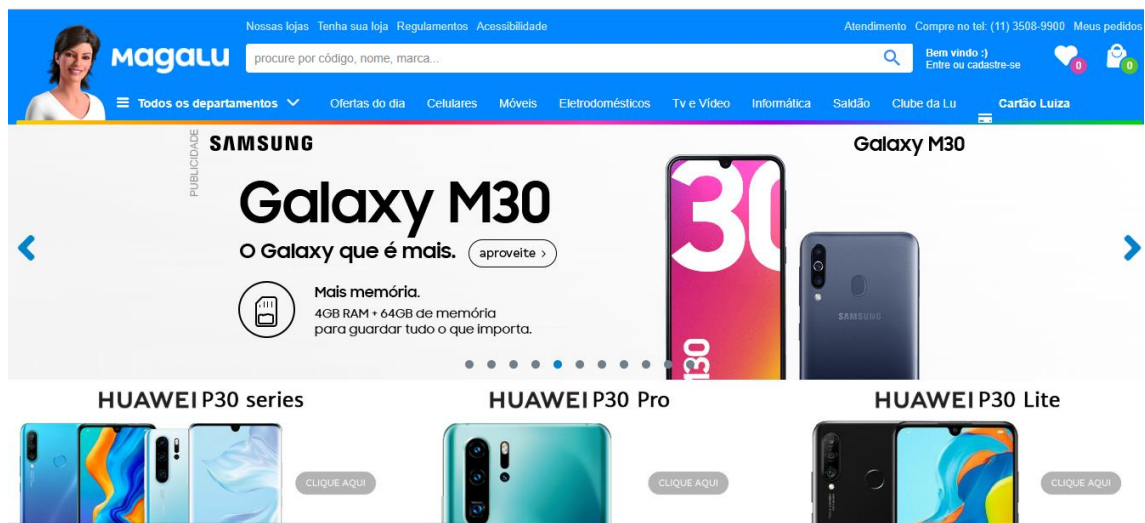 Nossas lojas Tenha sua loja Regulamentos Acessibilidade Atendimento Compre no tel: (11) 3508-9900 Meus pedidos
Magalu
procure por código, nome, marca...
Bem vindo :)
Entre ou cadastre-se
0
0
Todos os departamentos Ofertas do dia Celulares Móveis Eletrodomésticos Tv e Vídeo Informática Saldão Clube da Lu Cartão Luiza
PUBLICIDADE
SAMSUNG
Galaxy M30
Galaxy M30
O Galaxy que é mais. aproveite >
Mais memória.
4GB RAM + 64GB de memória
para guardar tudo o que importa.
30
M30
SAMSUNG
HUAWEI P30 series
HUAWEI P30 Pro
HUAWEI P30 Lite
CLIQUE AQUI
CLIQUE AQUI
CLIQUE AQUI